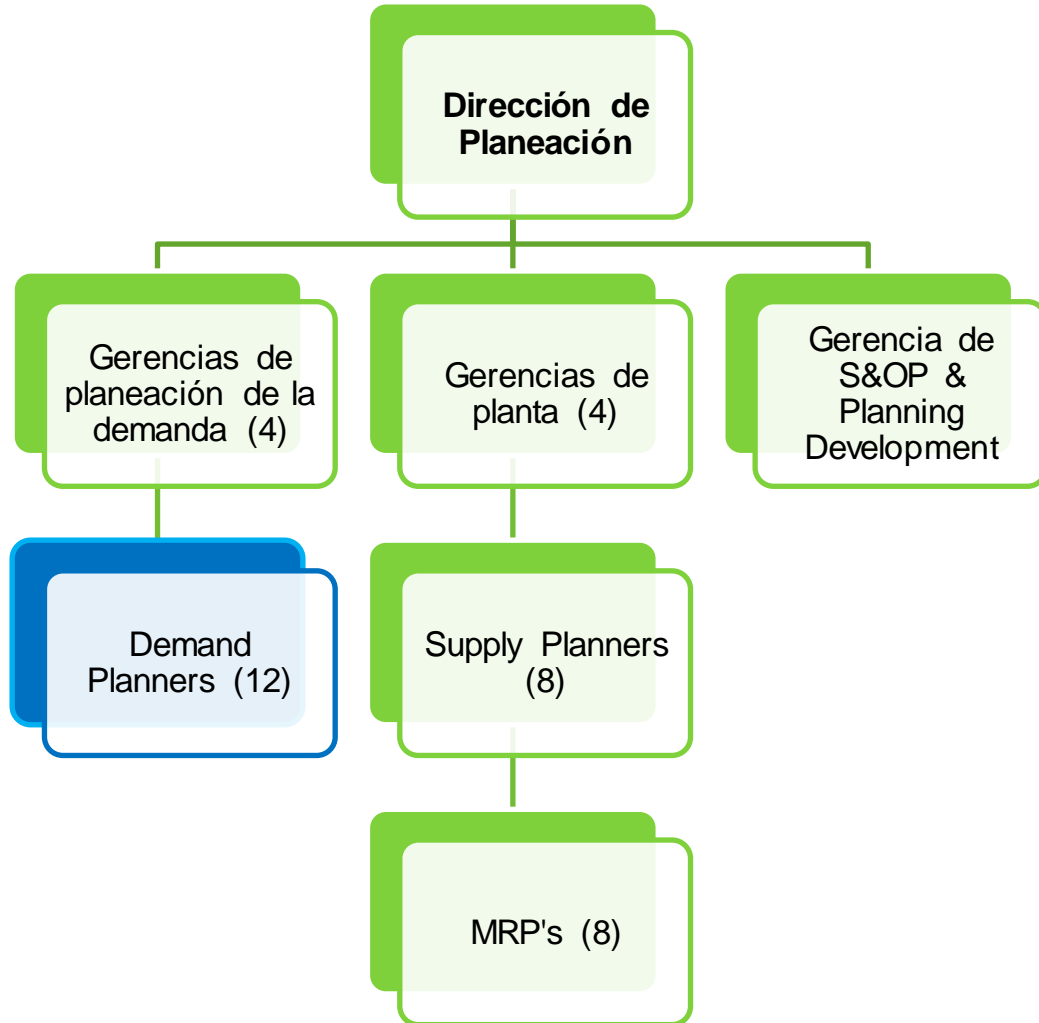 Dirección de
Planeación
Gerencias de
planeación de la
demanda (4)
Gerencias de
planta (4)
Gerencia de
S&OP &
Planning
Development
Demand
Planners (12)
Supply Planners
(8)
MRP's (8)